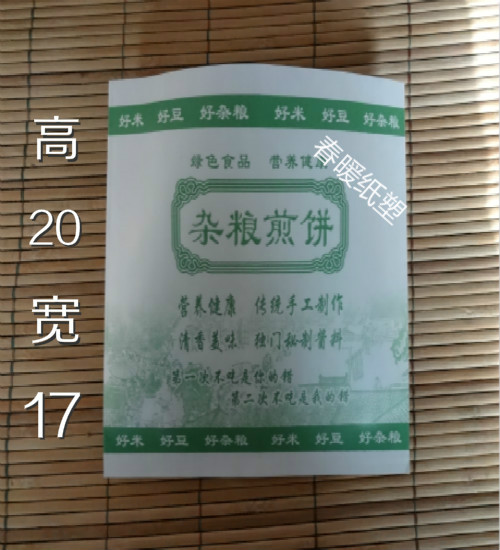 高
20
宽
17
好米 好豆 好杂粮 好米 好豆 好杂粮
绿色食品 营养健康
春暖纸塑
杂粮煎饼
营养健康 传统手工制作
清香美味 独门秘制酱料
第一次不吃是你的错
第二次不吃是我的错
好米 好豆 好杂粮 好米 好豆 好杂粮